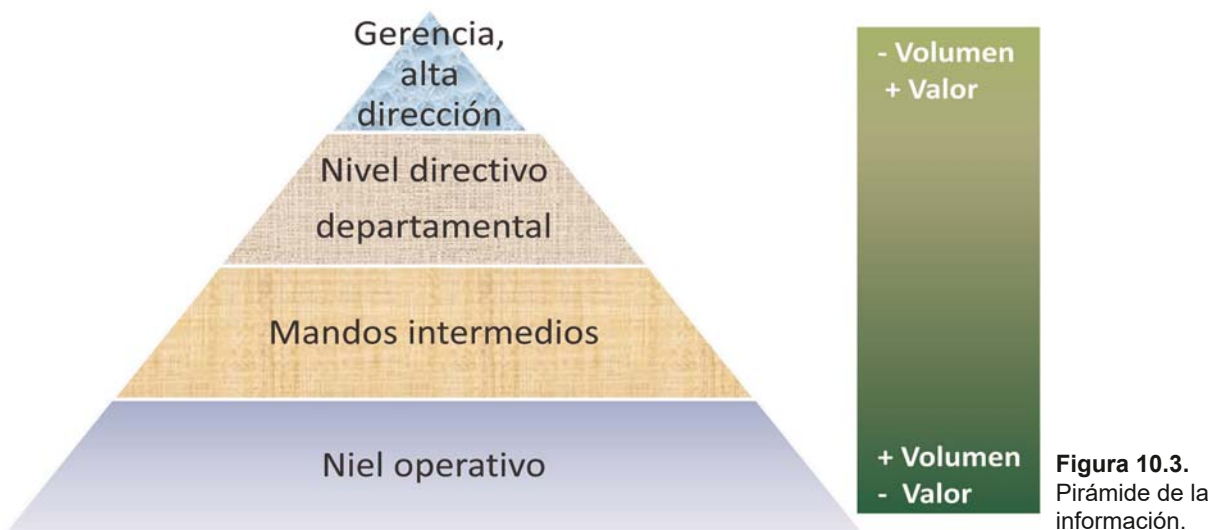 Gerencia,
alta
dirección
Nivel directivo
departamental
Mandos intermedios
Niel operativo
- Volumen
+ Valor
+ Volumen
- Valor
Figura 10.3.
Pirámide de la
información.